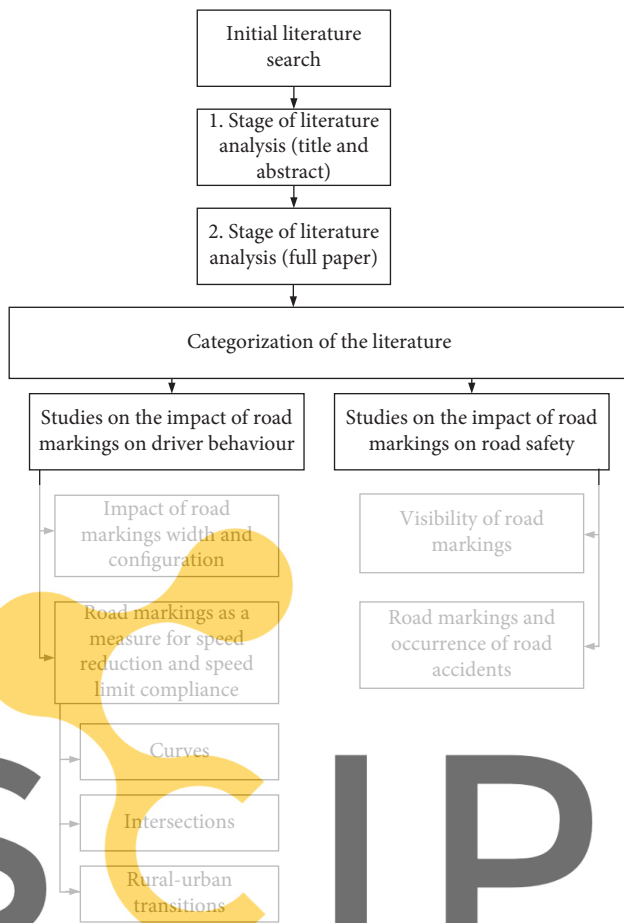 Initial literature
search
1. Stage of literature
analysis (title and
abstract)
2. Stage of literature
analysis (full paper)
Categorization of the literature
Studies on the impact of road
markings on driver behaviour
Studies on the impact of road
markings on road safety
Impact of road
markings width and
configuration
Visibility of road
markings
Road markings as a
measure for speed
reduction and speed
limit compliance
Road markings and
occurrence of road
accidents
Curves
Intersections
Rural-urban
transitions
SCIP